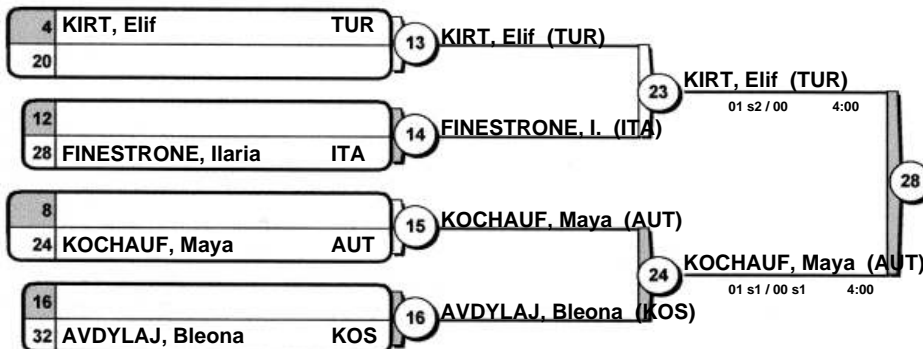 4 KIRT, Elif TUR
20
13 KIRT, Elif (TUR)
12
28 FINESTRONE, Ilaria ITA
14 FINESTRONE, I. (ITA)
23 KIRT, Elif (TUR)
01 s2 / 00 4:00
8
24 KOCHAUF, Maya AUT
15 KOCHAUF, Maya (AUT)
16
32 AVDYLAJ, Bleona KOS
16 AVDYLAJ, Bleona (KOS)
24 KOCHAUF, Maya (AUT)
01 s1 / 00 s1 4:00
28